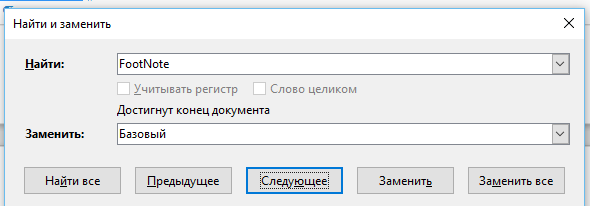 Найти и заменить
Найти:
FootNote
Учитывать регистр
Слово целиком
Достигнут конец документа
Заменить:
Базовый
Найти все
Предыдущее
Следующее
Заменить
Заменить все